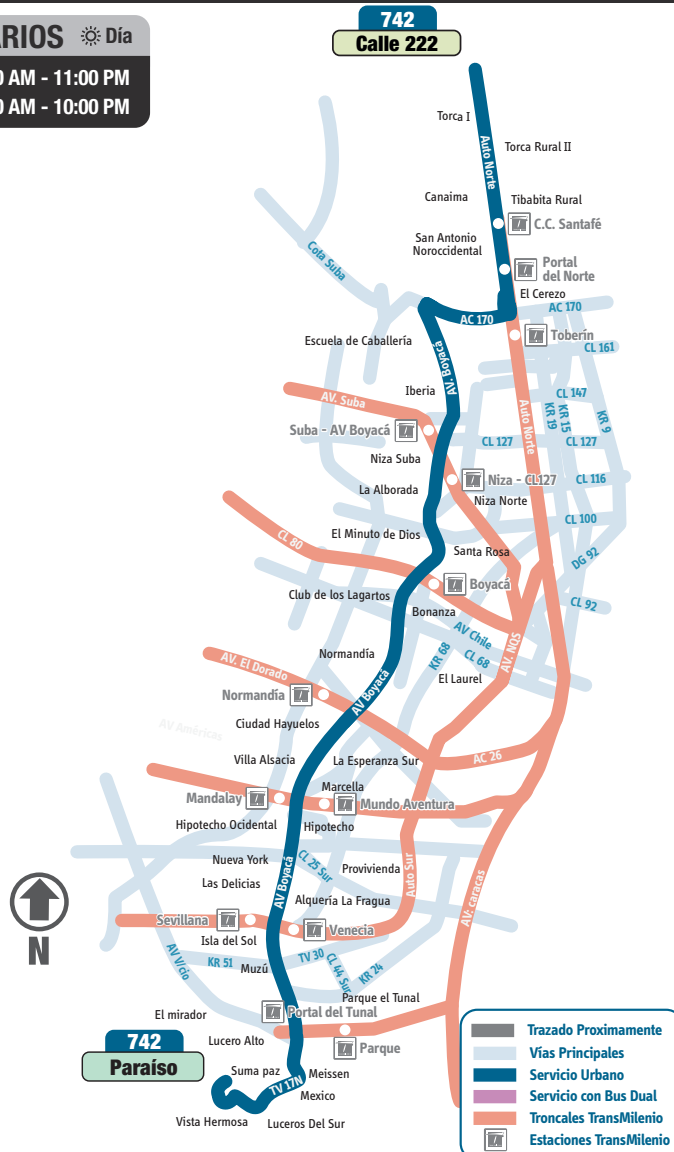 742
Calle 222
ARIOS Día
0 AM - 11:00 PM
0 AM - 10:00 PM
Torca I
Auto Norte
Torca Rural II
Canaima
Tibabita Rural
C.C. Santafé
San Antonio
Noroccidental
Portal
del Norte
Cota Suba
El Cerezo
AC 170
AC 170
Toberín
Escuela de Caballería
CL 161
AV. Boyacá
Iberia
CL 147
AV. Suba
Auto Norte
KR 19
KR 15
KR 9
Suba - AV Boyacá
CL 127
CL 127
Niza Suba
Niza - CL127
CL 116
La Alborada
Niza Norte
CL 100
El Minuto de Dios
CL 80
Santa Rosa
DG 92
Boyacá
Club de los Lagartos
CL 92
Bonanza
AV Chile
KR 68
CL 68
AV. NQS
Normandía
AV. El Dorado
El Laurel
Normandía
AV Boyacá
Ciudad Hayuelos
AV Américas
Villa Alsacia
La Esperanza Sur
AC 26
Marcella
Mandalay
Mundo Aventura
Hipotecho Ocidental
Hipotecho
Nueva York
CL 25 Sur
Provivienda
Auto Sur
Las Delicias
AV Boyacá
Alquería La Fragua
AV. caracas
Sevillana
Venecia
Isla del Sol
AV V/cio
KR 51
Muzú
TV 30
CL 44 Sur
KR 24
Parque el Tunal
El mirador
Portal del Tunal
Lucero Alto
Parque
742
Paraíso
Suma paz
Meissen
TV 17N
Mexico
Vista Hermosa
Luceros Del Sur
N
Trazado Proximamente
Vías Principales
Servicio Urbano
Servicio con Bus Dual
Troncales TransMilenio
Estaciones TransMilenio